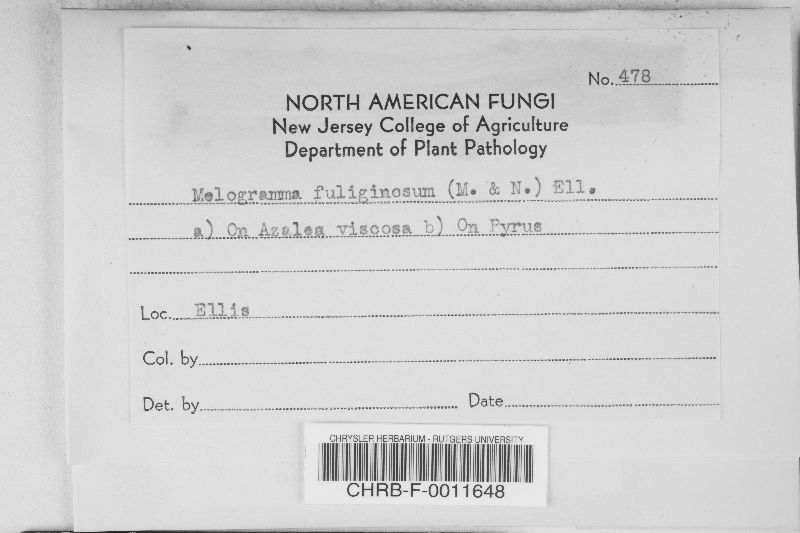 No. 478
NORTH AMERICAN FUNGI
New Jersey College of Agriculture
Department of Plant Pathology
Melogramma fuliginosum (M. & N.) Ell.
a) On Azalea viscosa b) On Pyrus
Loc. Ellis
Col. by
Det. by Date
CHRYSLER HERBARIUM - RUTGERS UNIVERSITY
CHRB-F-0011648